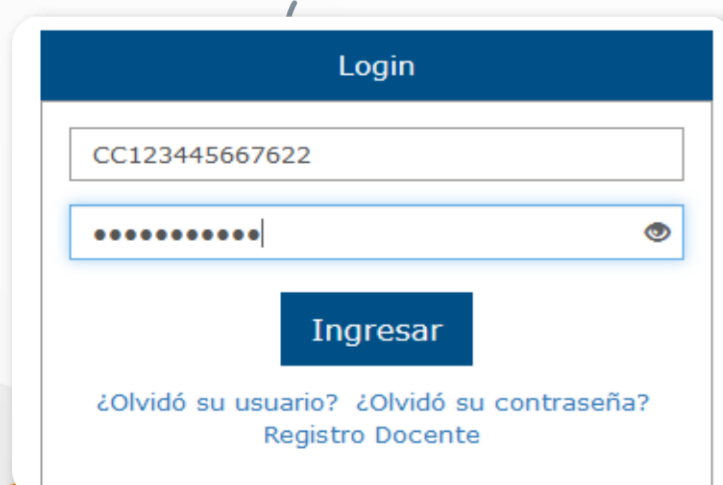 Login
CC123445667622
•••••••••••
Ingresar
¿Olvidó su usuario? ¿Olvidó su contraseña?
Registro Docente